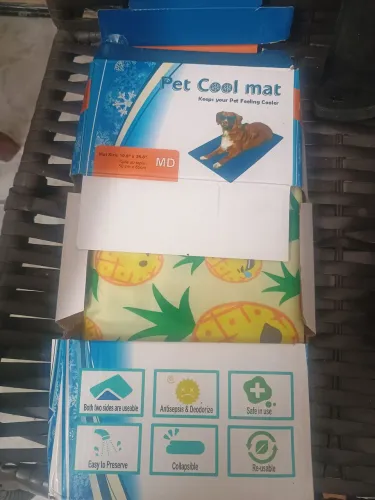 Pet Cool mat
Keeps your Pet Feeling Cooler
MD
Both two sides are useable
Antisepsis & Deodorize
Safe in use
Easy to Preserve
Collapsible
Re-usable